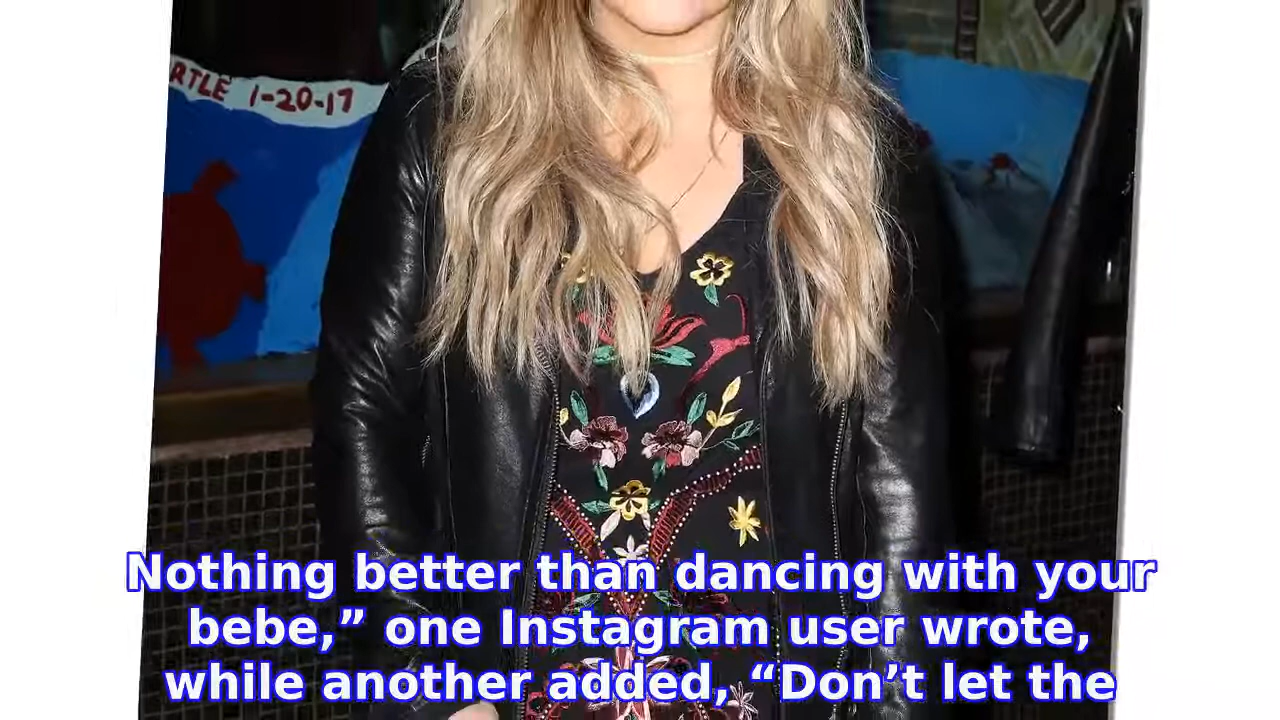 RTLE 1-20-17
Nothing better than dancing with your
bebe,” one Instagram user wrote,
while another added, “Don’t let the